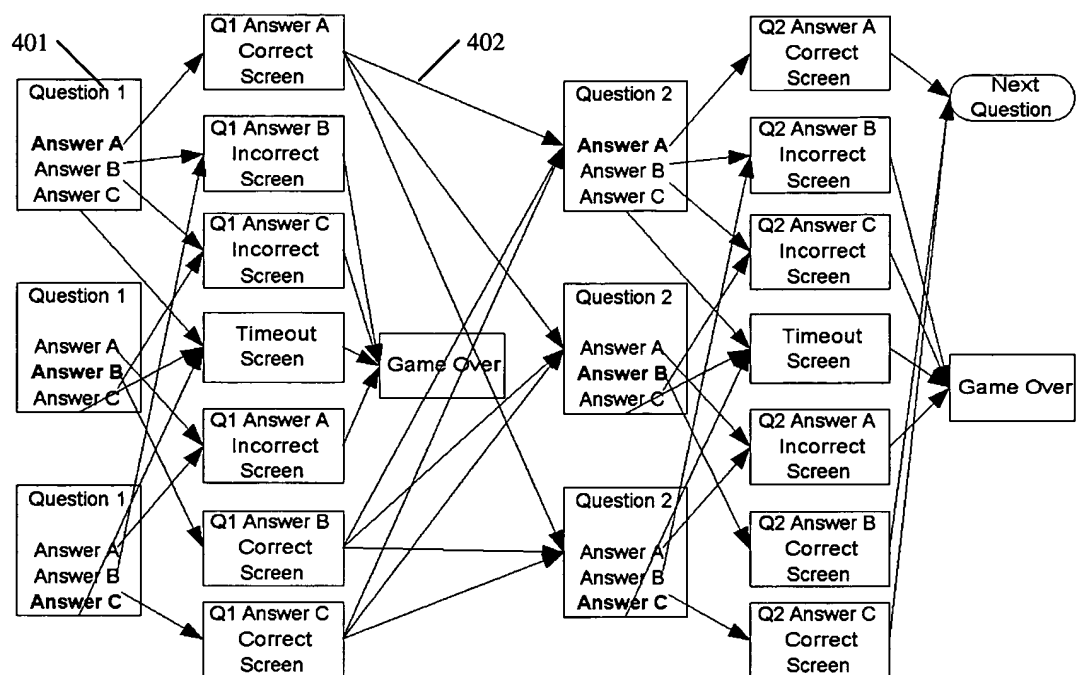 401
402
Question 1
Answer A
Answer B
Answer C
Question 1
Answer A
Answer B
Answer C
Question 1
Answer A
Answer B
Answer C
Q1 Answer A
Correct
Screen
Q1 Answer B
Incorrect
Screen
Q1 Answer C
Incorrect
Screen
Timeout
Screen
Q1 Answer A
Incorrect
Screen
Q1 Answer B
Correct
Screen
Q1 Answer C
Correct
Screen
Game Over
Question 2
Answer A
Answer B
Answer C
Question 2
Answer A
Answer B
Answer C
Question 2
Answer A
Answer B
Answer C
Q2 Answer A
Correct
Screen
Q2 Answer B
Incorrect
Screen
Q2 Answer C
Incorrect
Screen
Timeout
Screen
Q2 Answer A
Incorrect
Screen
Q2 Answer B
Correct
Screen
Q2 Answer C
Correct
Screen
Next
Question
Game Over